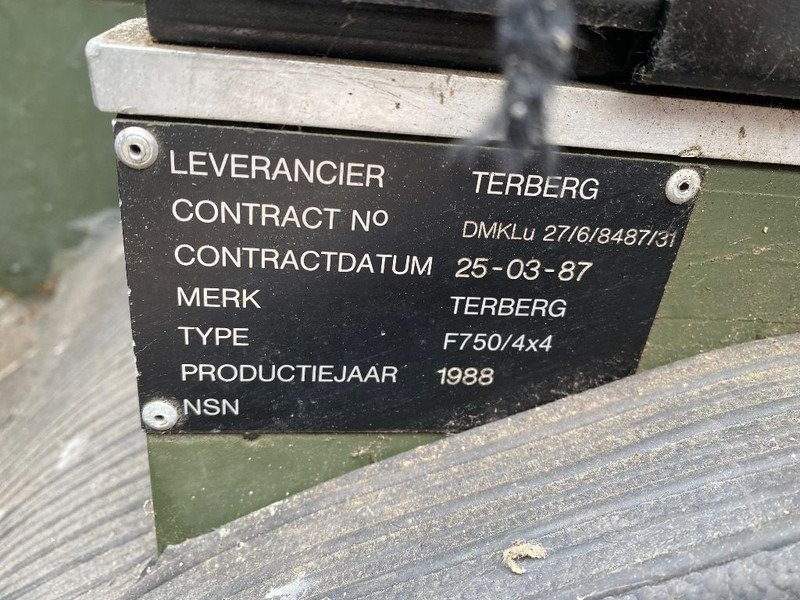 LEVERANCIER TERBERG
CONTRACT Nº DMKLu 27/6/8487/31
CONTRACTDATUM 25-03-87
MERK TERBERG
TYPE F750/4x4
PRODUCTIEJAAR 1988
NSN